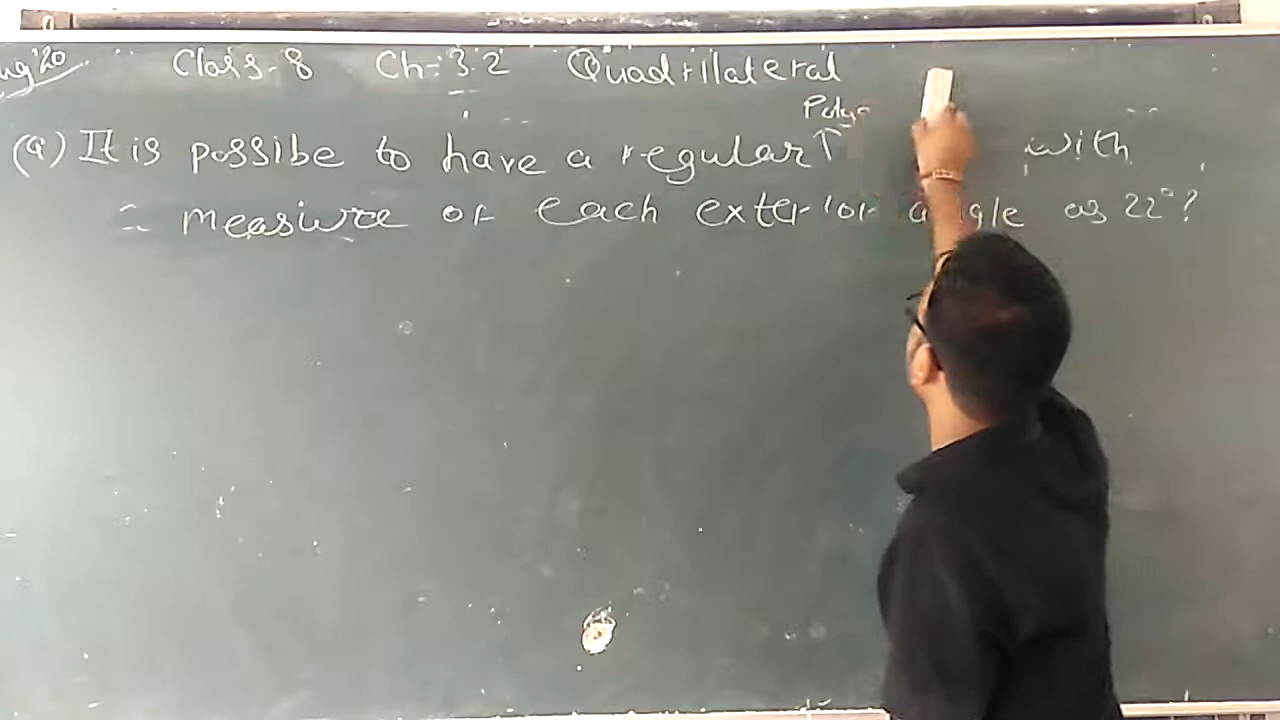 ug'20 Class-8 Ch-3.2 Quadrilateral
Polyg
(a) It is possibe to have a regular with
measure of each exterior angle as 22°?